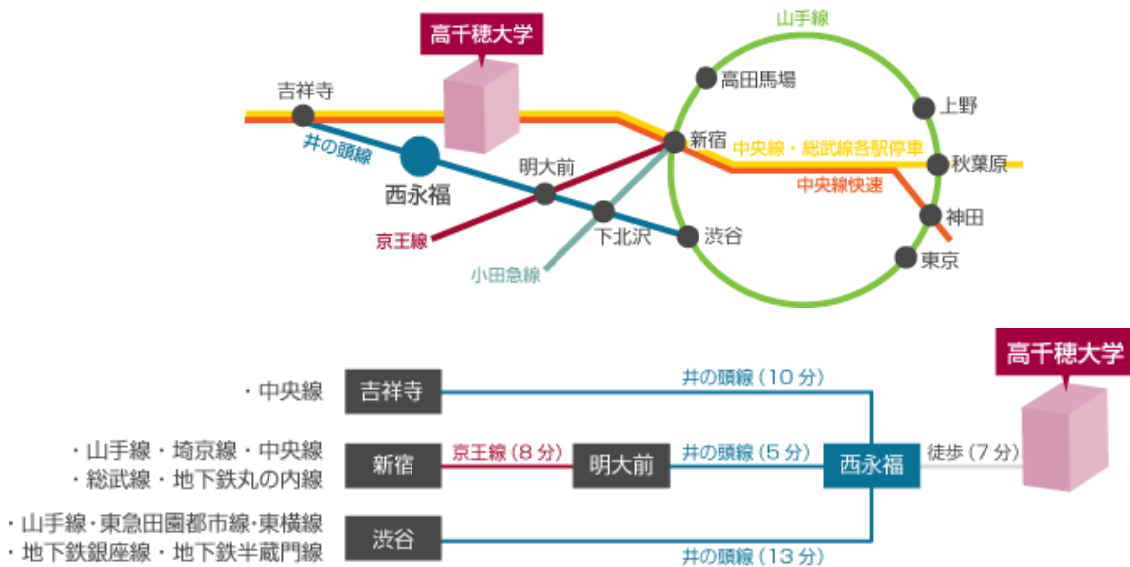 山手線
高千穂大学
吉祥寺
高田馬場
上野
井の頭線
新宿
中央線・総武線各駅停車
秋葉原
西永福
明大前
中央線快速
神田
京王線
下北沢
渋谷
東京
小田急線
高千穂大学
・中央線
吉祥寺
井の頭線(10分)
・山手線・埼京線・中央線
・総武線・地下鉄丸の内線
新宿
京王線(8分)
明大前
井の頭線(5分)
西永福
徒歩(7分)
・山手線・東急田園都市線・東横線
・地下鉄銀座線・地下鉄半蔵門線
渋谷
井の頭線(13分)